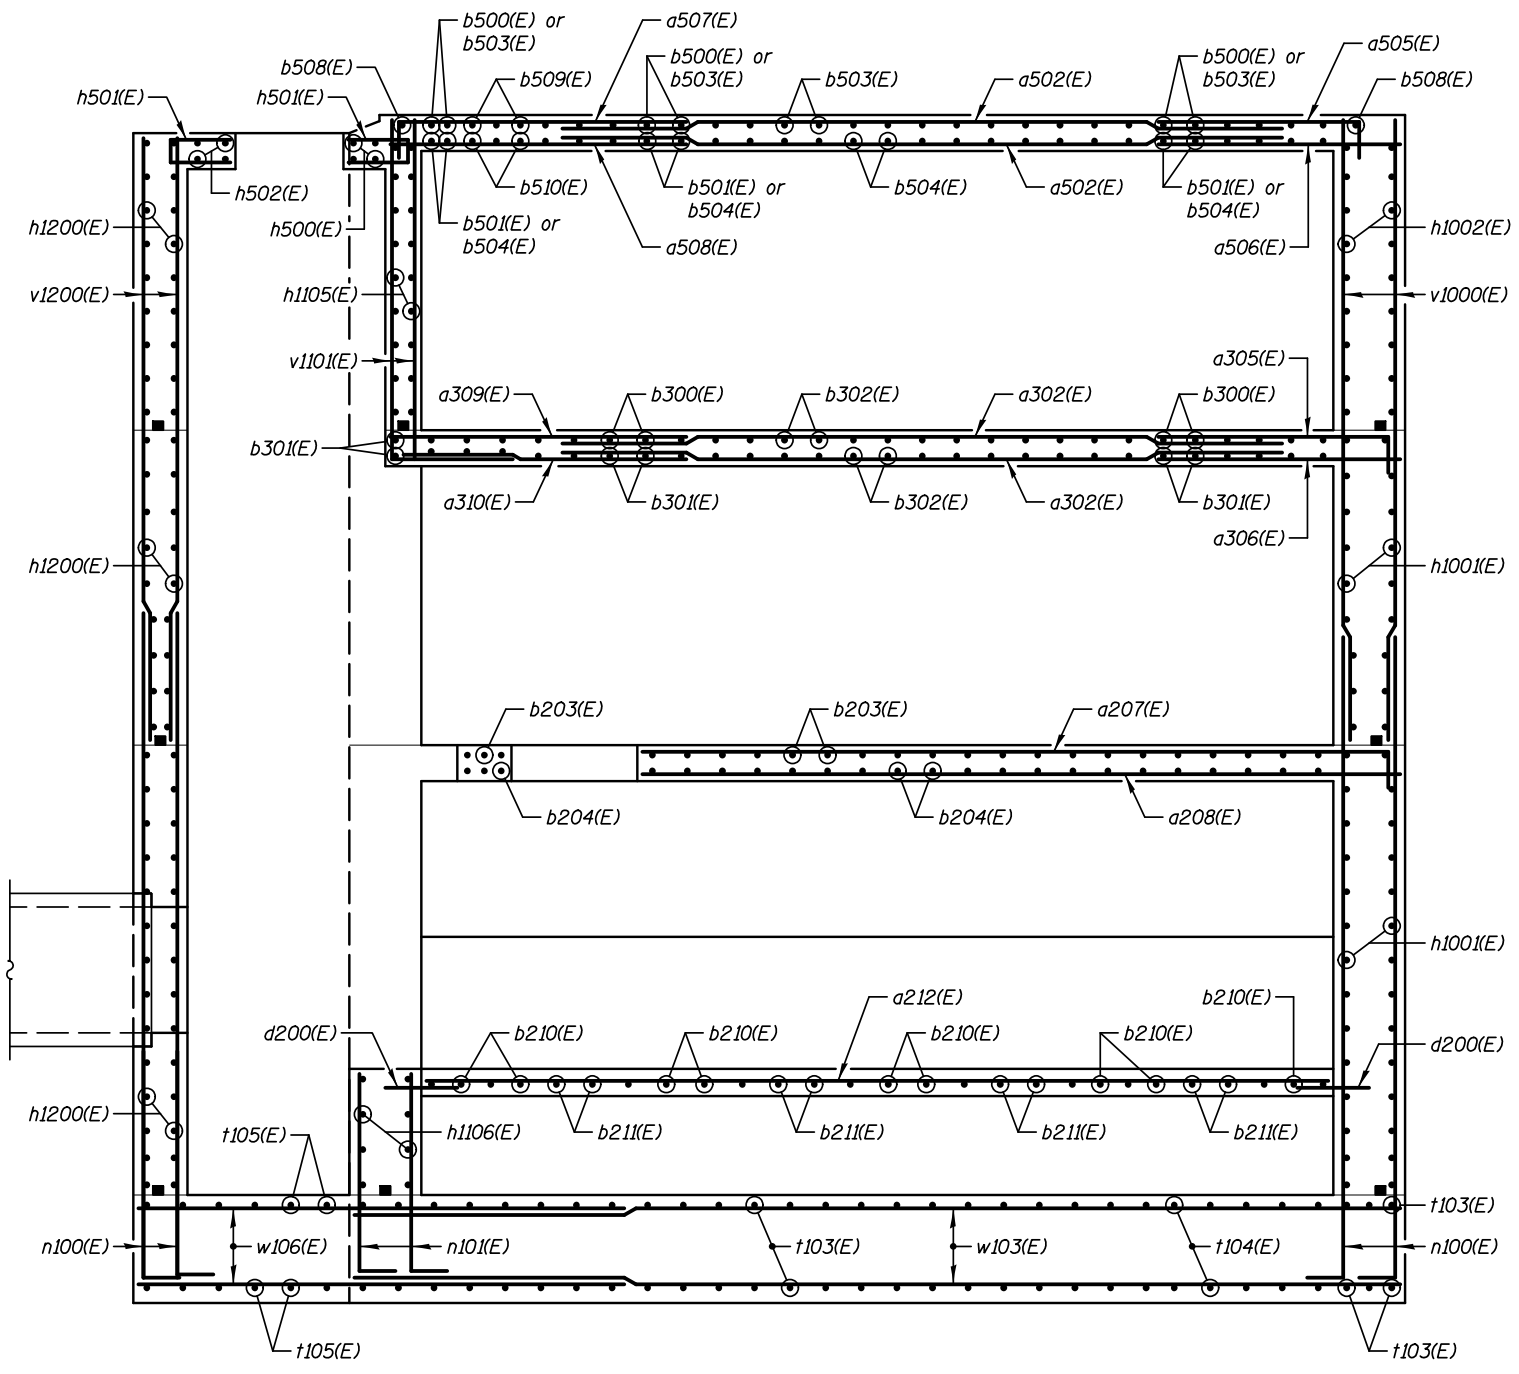 b500(E) or
b503(E)
a507(E)
b500(E) or
b503(E)
b500(E) or
b503(E)
a505(E)
b508(E)
h501(E)
h501(E)
b509(E)
b503(E)
a502(E)
b508(E)
h502(E)
h500(E)
b510(E)
b501(E) or
b504(E)
b501(E) or
b504(E)
b504(E)
a502(E)
b501(E) or
b504(E)
h1200(E)
a508(E)
a506(E)
h1002(E)
v1200(E)
h1105(E)
v1000(E)
v1101(E)
a305(E)
a309(E)
b300(E)
b302(E)
a302(E)
b300(E)
b301(E)
a310(E)
b301(E)
b302(E)
a302(E)
b301(E)
a306(E)
h1200(E)
h1001(E)
b203(E)
b203(E)
a207(E)
b204(E)
b204(E)
a208(E)
h1001(E)
a212(E)
b210(E)
d200(E)
b210(E)
b210(E)
b210(E)
b210(E)
d200(E)
h1200(E)
t105(E)
h1106(E)
b211(E)
b211(E)
b211(E)
b211(E)
t103(E)
n100(E)
w106(E)
n101(E)
t103(E)
w103(E)
t104(E)
n100(E)
t105(E)
t103(E)